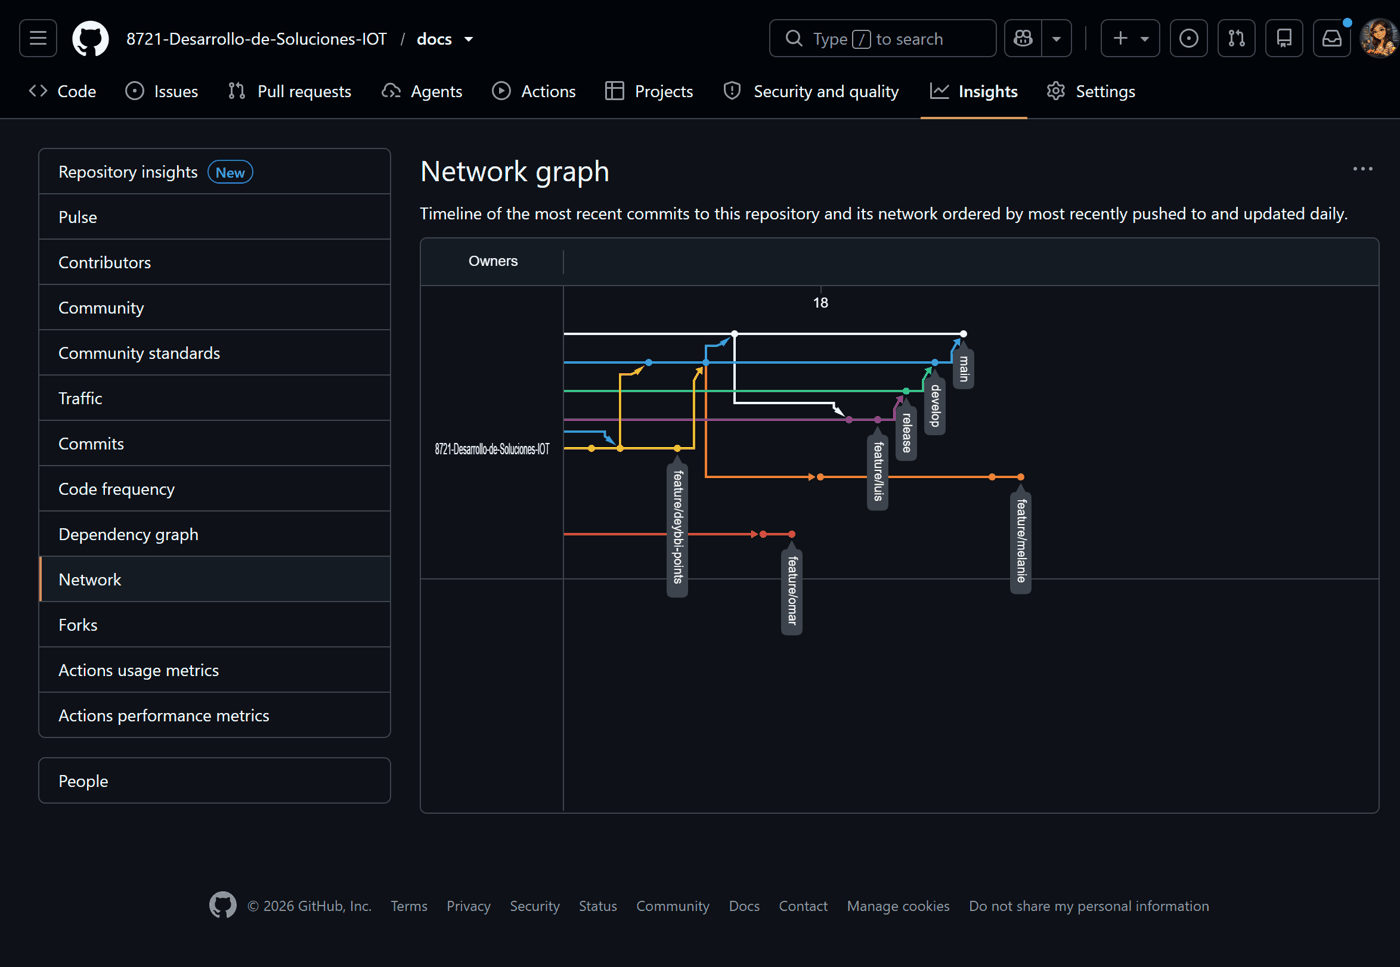 8721-Desarrollo-de-Soluciones-IOT / docs
Type / to search
Code
Issues
Pull requests
Agents
Actions
Projects
Security and quality
Insights
Settings
Repository insights New
Pulse
Contributors
Community
Community standards
Traffic
Commits
Code frequency
Dependency graph
Network
Forks
Actions usage metrics
Actions performance metrics
People
Network graph
Timeline of the most recent commits to this repository and its network ordered by most recently pushed to and updated daily.
Owners
18
8721-Desarrollo-de-Soluciones-IOT
main
develop
release
feature/luis
feature/deybbi-points
feature/melanie
feature/omar
© 2026 GitHub, Inc.
Terms
Privacy
Security
Status
Community
Docs
Contact
Manage cookies
Do not share my personal information